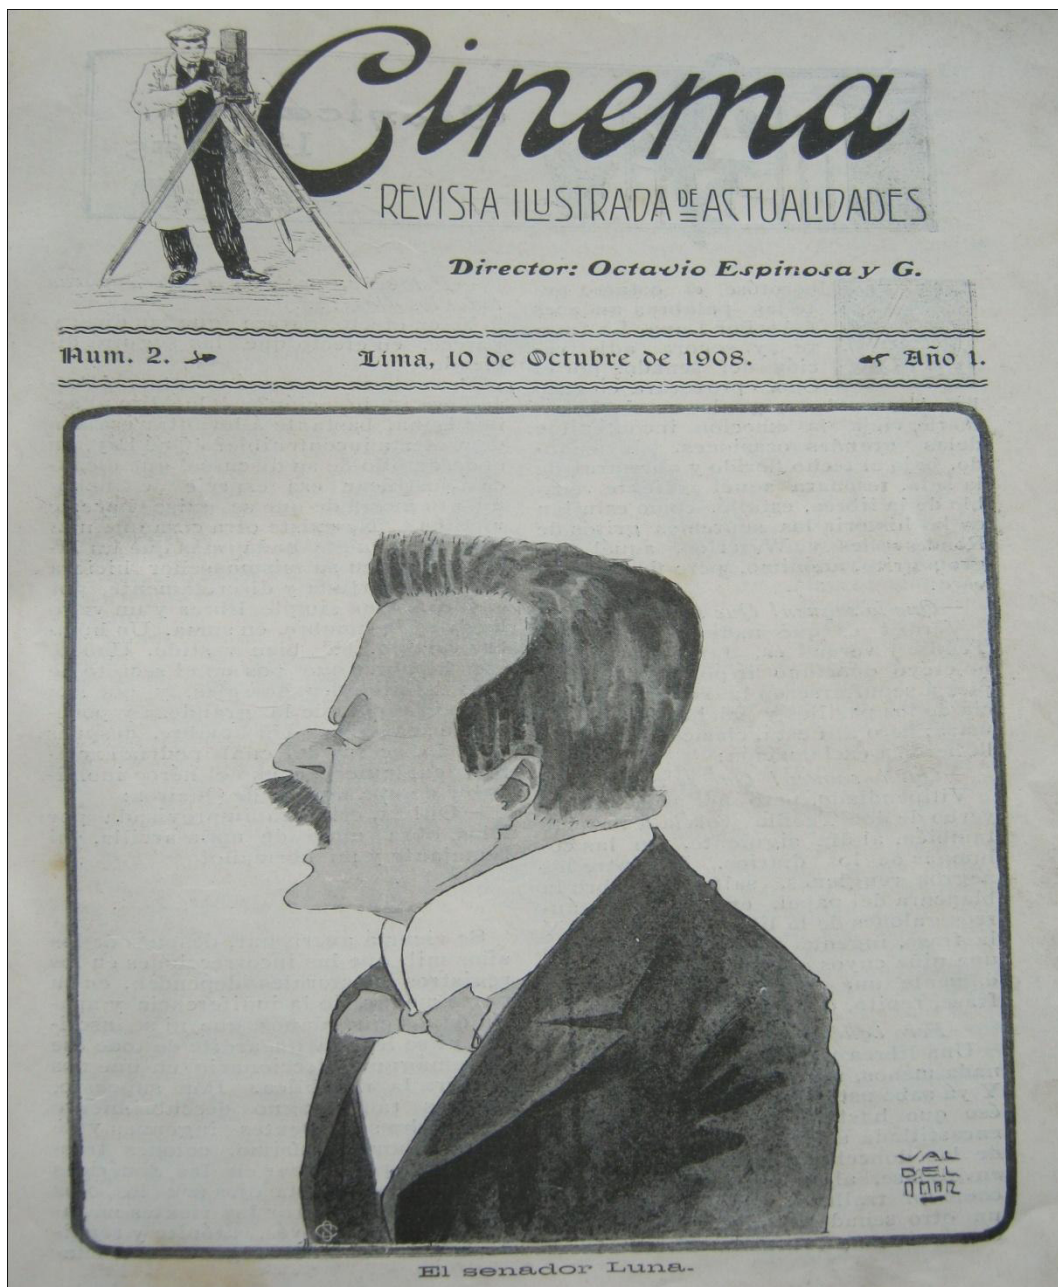 Cinema
REVISTA ILUSTRADA DE ACTUALIDADES
Director: Octavio Espinosa y G.
Num. 2. Lima, 10 de Octubre de 1908. Año 1.
VAL
DEL
OMAR
El senador Luna.